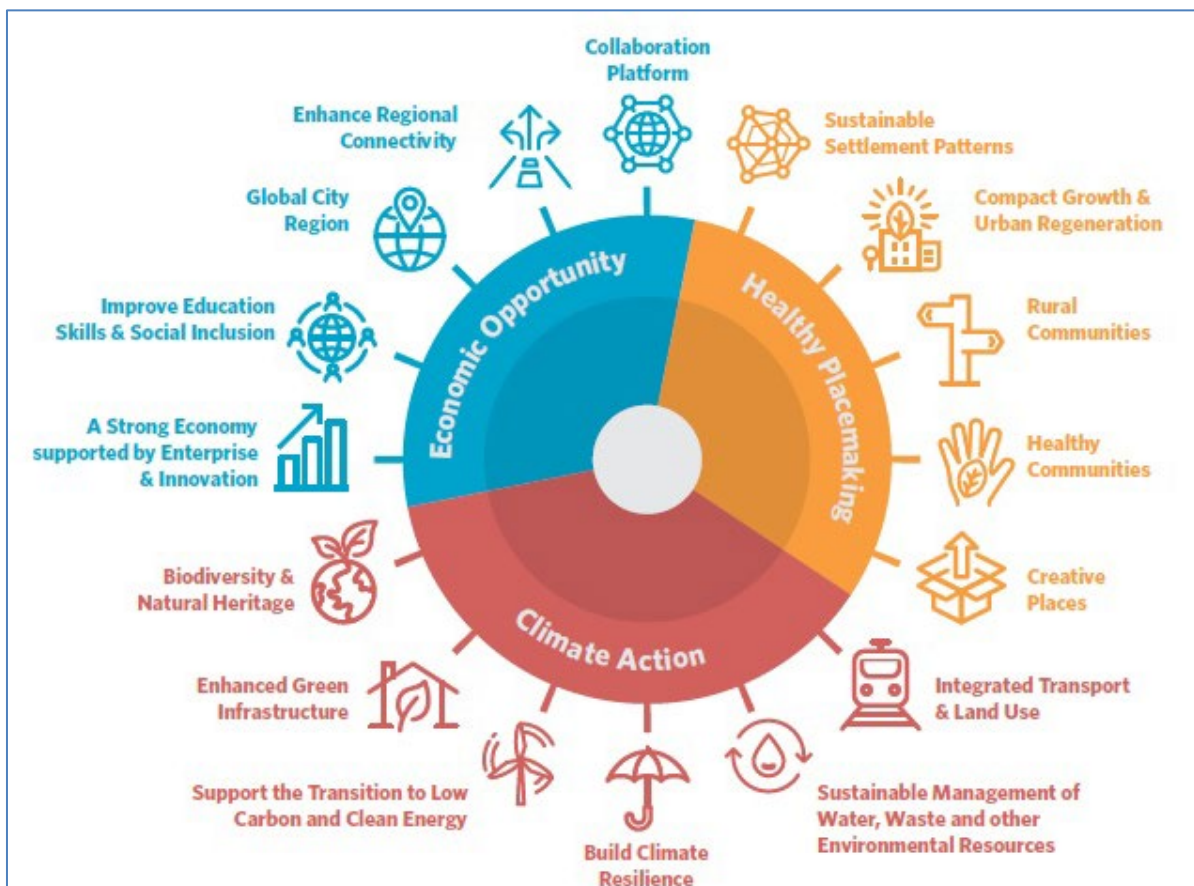 Collaboration
Platform
Enhance Regional
Connectivity
Sustainable
Settlement Patterns
Global City
Region
Compact Growth &
Urban Regeneration
Improve Education
Skills & Social Inclusion
Rural
Communities
A Strong Economy
supported by Enterprise
& Innovation
Healthy
Communities
Biodiversity &
Natural Heritage
Creative
Places
Enhanced Green
Infrastructure
Integrated Transport
& Land Use
Support the Transition to Low
Carbon and Clean Energy
Build Climate
Resilience
Sustainable Management of
Water, Waste and other
Environmental Resources
Economic Opportunity
Healthy Placemaking
Climate Action